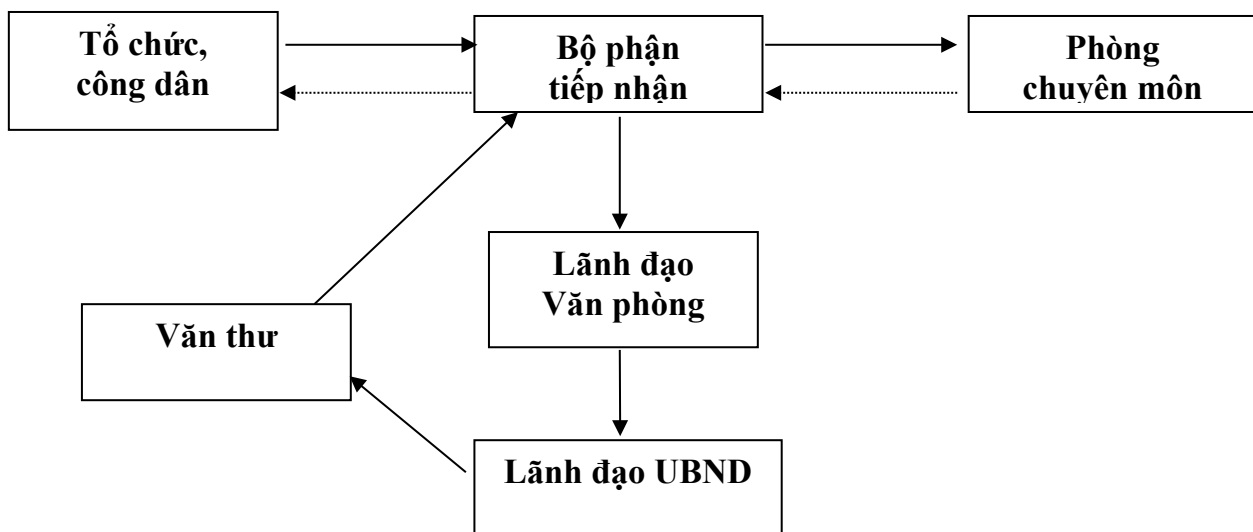 Tổ chức,
công dân
Bộ phận
tiếp nhận
Phòng
chuyên môn
Lãnh đạo
Văn phòng
Văn thư
Lãnh đạo UBND